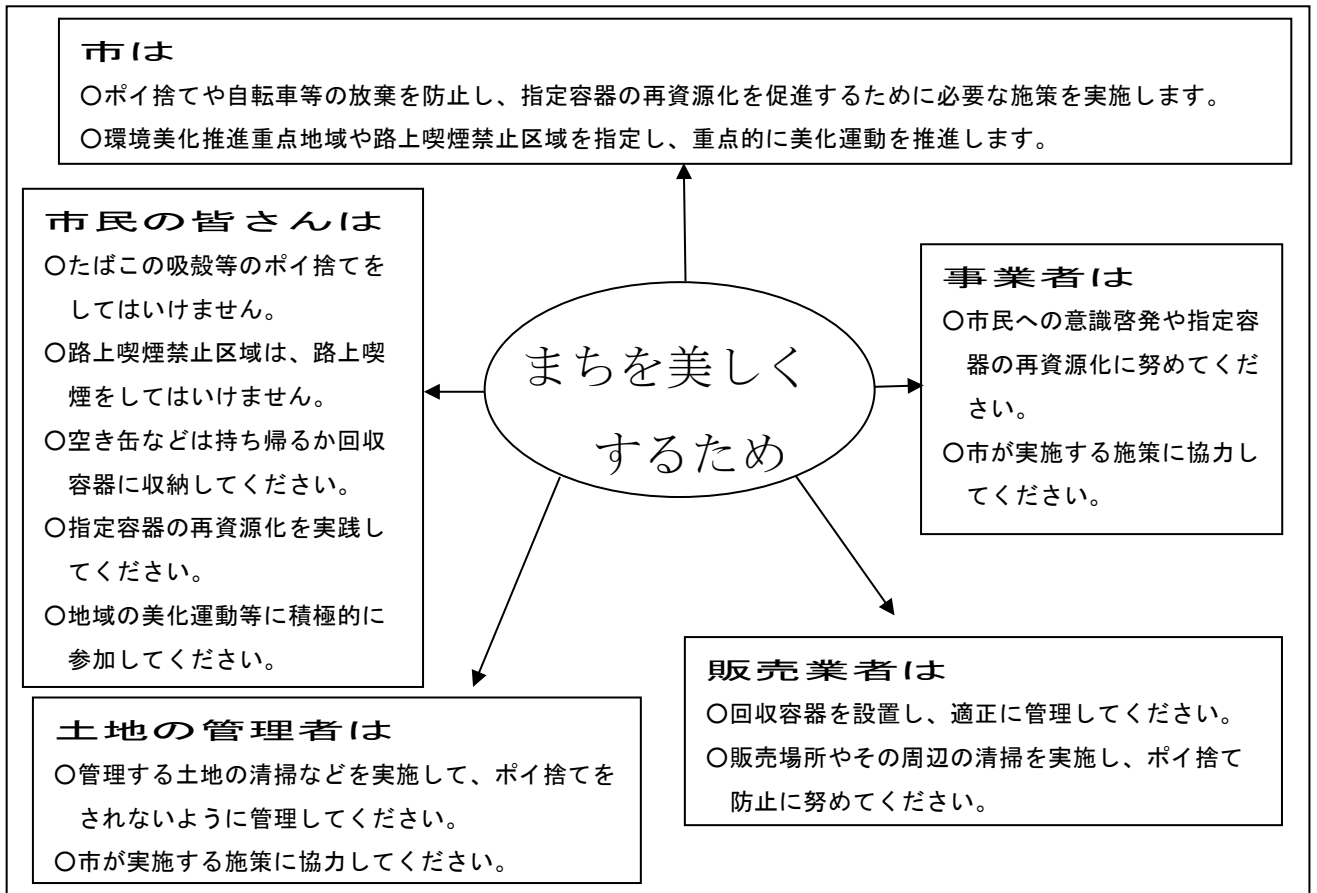 市は
〇ポイ捨てや自転車等の放棄を防止し、指定容器の再資源化を促進するために必要な施策を実施します。
〇環境美化推進重点地域や路上喫煙禁止区域を指定し、重点的に美化運動を推進します。
市民の皆さんは
〇たばこの吸殻等のポイ捨てを
してはいけません。
〇路上喫煙禁止区域は、路上喫
煙をしてはいけません。
〇空き缶などは持ち帰るか回収
容器に収納してください。
〇指定容器の再資源化を実践し
てください。
〇地域の美化運動等に積極的に
参加してください。
まちを美しく
するため
事業者は
〇市民への意識啓発や指定容
器の再資源化に努めてくだ
さい。
〇市が実施する施策に協力し
てください。
土地の管理者は
〇管理する土地の清掃などを実施して、ポイ捨てを
されないように管理してください。
〇市が実施する施策に協力してください。
販売業者は
〇回収容器を設置し、適正に管理してください。
〇販売場所やその周辺の清掃を実施し、ポイ捨て
防止に努めてください。